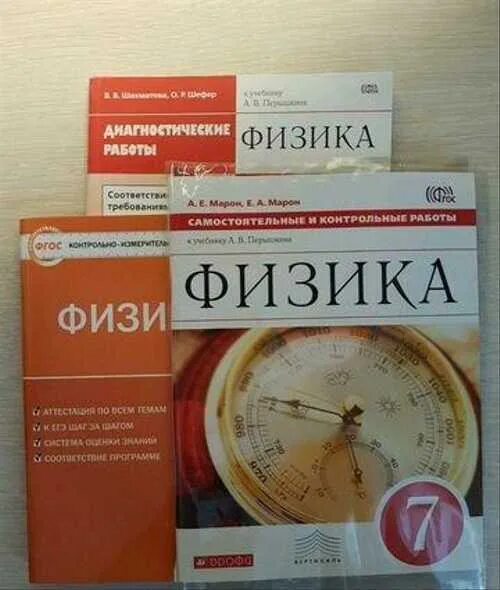 В. В. Шахматова, О. Р. Шефер
к учебнику
А. В. Перышкина
ДИАГНОСТИЧЕСКИЕ
РАБОТЫ
ФИЗИКА
Соответствие
требованиям
А. Е. Марон, Е. А. Марон
ФГОС
САМОСТОЯТЕЛЬНЫЕ И КОНТРОЛЬНЫЕ РАБОТЫ
к учебнику А. В. Перышкина
ФИЗИКА
ФГОС
КОНТРОЛЬНО-ИЗМЕРИТЕЛЬ
ФИЗИ
АТТЕСТАЦИЯ ПО ВСЕМ ТЕМАМ
К ЕГЭ ШАГ ЗА ШАГОМ
СИСТЕМА ОЦЕНКИ ЗНАНИЙ
СООТВЕТСТВИЕ ПРОГРАММЕ
7
ДРОФА
ВЕРТИКАЛЬ